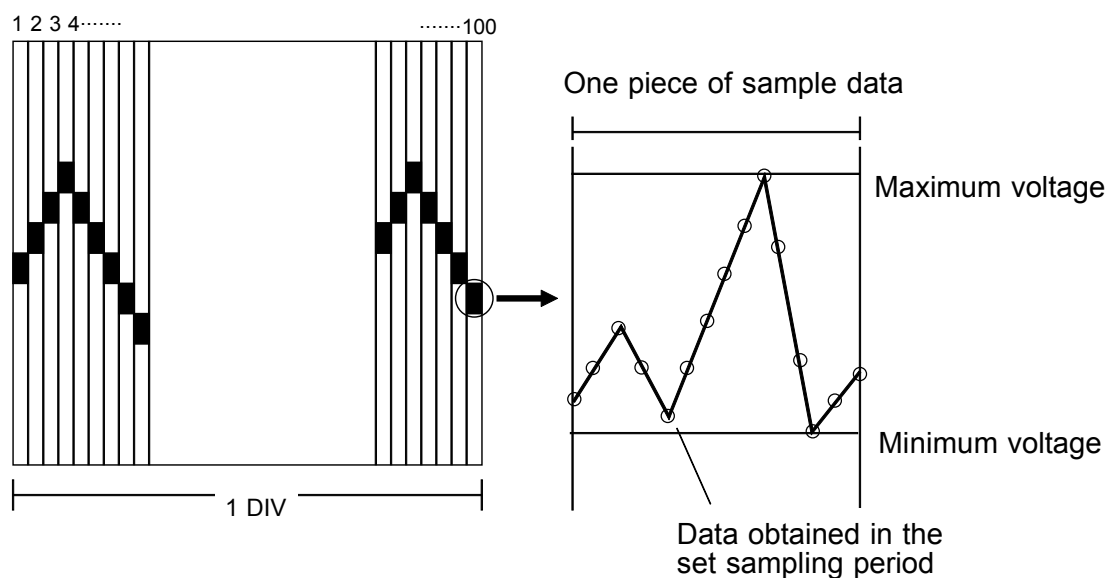 1 2 3 4········
·······100
One piece of sample data
Maximum voltage
Minimum voltage
1 DIV
Data obtained in the
set sampling period